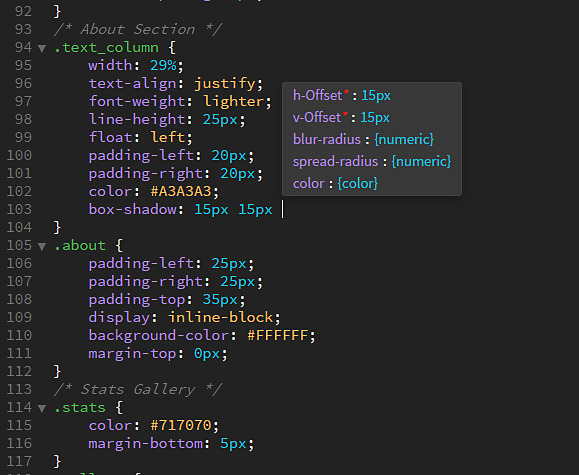 92 }
93 /* About Section */
94 .text_column {
95 width: 29%;
96 text-align: justify;
97 font-weight: lighter;
98 line-height: 25px;
99 float: left;
100 padding-left: 20px;
101 padding-right: 20px;
102 color: #A3A3A3;
103 box-shadow: 15px 15px
h-Offset* : 15px
v-Offset* : 15px
blur-radius : {numeric}
spread-radius : {numeric}
color : {color}
104 }
105 .about {
106 padding-left: 25px;
107 padding-right: 25px;
108 padding-top: 35px;
109 display: inline-block;
110 background-color: #FFFFFF;
111 margin-top: 0px;
112 }
113 /* Stats Gallery */
114 .stats {
115 color: #717070;
116 margin-bottom: 5px;
117 }